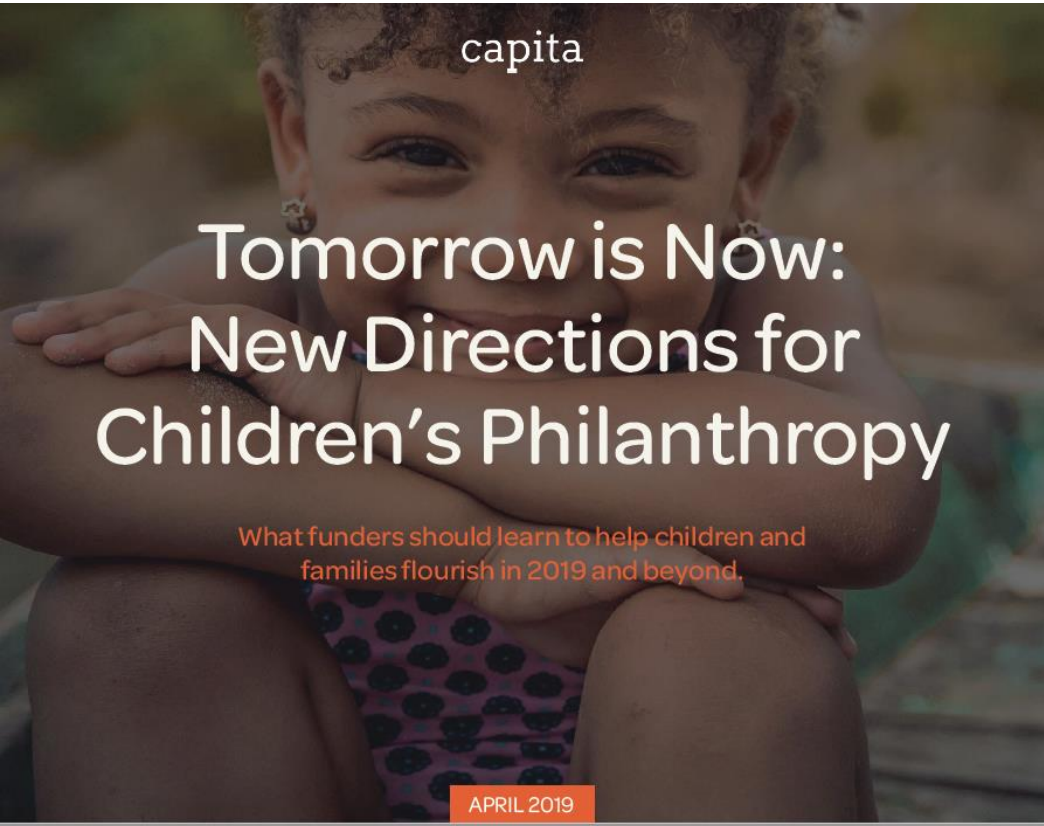 capita
Tomorrow is Now:
New Directions for
Children's Philanthropy
What funders should learn to help children and
families flourish in 2019 and beyond.
APRIL 2019